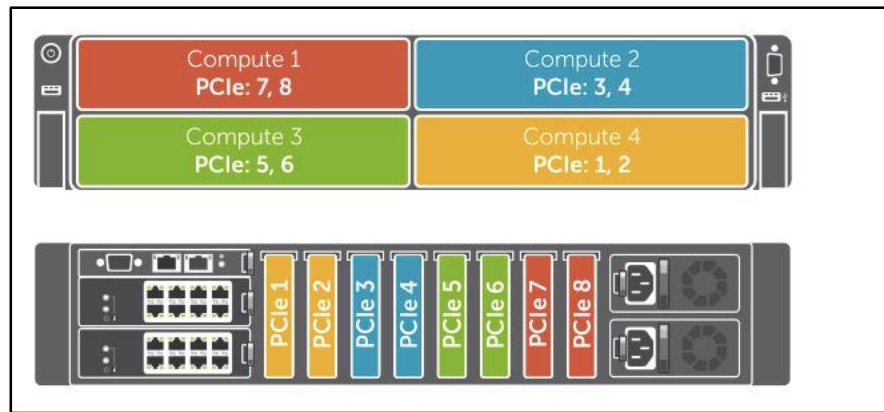 Compute 1
PCIe: 7, 8
Compute 2
PCIe: 3, 4
Compute 3
PCIe: 5, 6
Compute 4
PCIe: 1, 2
PCIe 1
PCIe 2
PCIe 3
PCIe 4
PCIe 5
PCIe 6
PCIe 7
PCIe 8